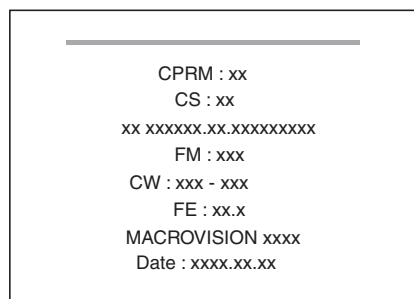 CPRM : xx
CS : xx
xx xxxxxx.xx.xxxxxxxxx
FM : xxx
CW : xxx - xxx
FE : xx.x
MACROVISION xxxx
Date : xxxx.xx.xx